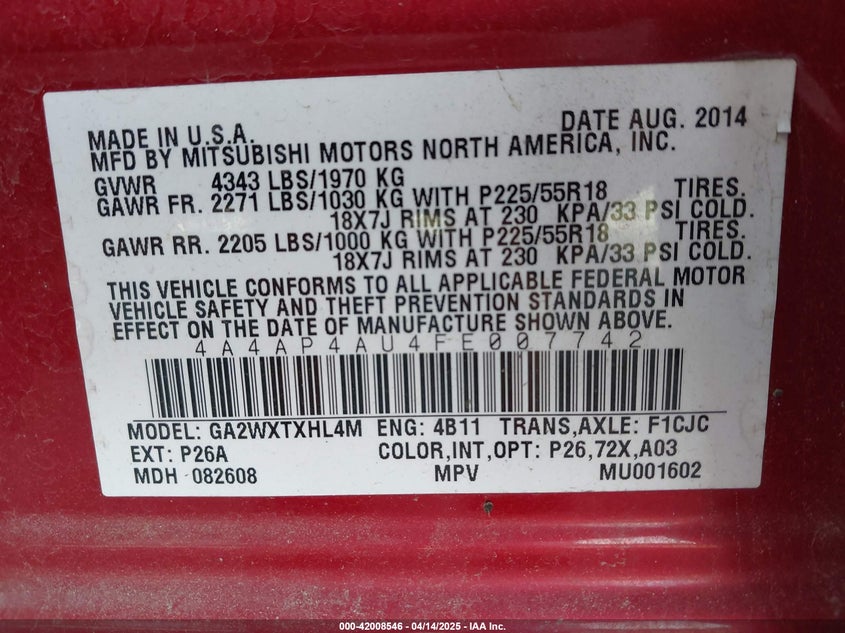 MADE IN U.S.A. DATE AUG. 2014
MFD BY MITSUBISHI MOTORS NORTH AMERICA, INC.
GVWR 4343 LBS/1970 KG
GAWR FR. 2271 LBS/1030 KG WITH P225/55R18 TIRES.
18X7J RIMS AT 230 KPA/33 PSI COLD.
GAWR RR. 2205 LBS/1000 KG WITH P225/55R18 TIRES.
18X7J RIMS AT 230 KPA/33 PSI COLD.
THIS VEHICLE CONFORMS TO ALL APPLICABLE FEDERAL MOTOR
VEHICLE SAFETY AND THEFT PREVENTION STANDARDS IN
EFFECT ON THE DATE OF MANUFACTURE SHOWN ABOVE.
4A4AP4AU4FE007742
MODEL: GA2WXTXHL4M ENG: 4B11 TRANS,AXLE: F1CJC
EXT: P26A COLOR,INT,OPT: P26,72X,A03
MDH 082608 MPV MU001602
000-42008546 - 04/14/2025 - IAA Inc.